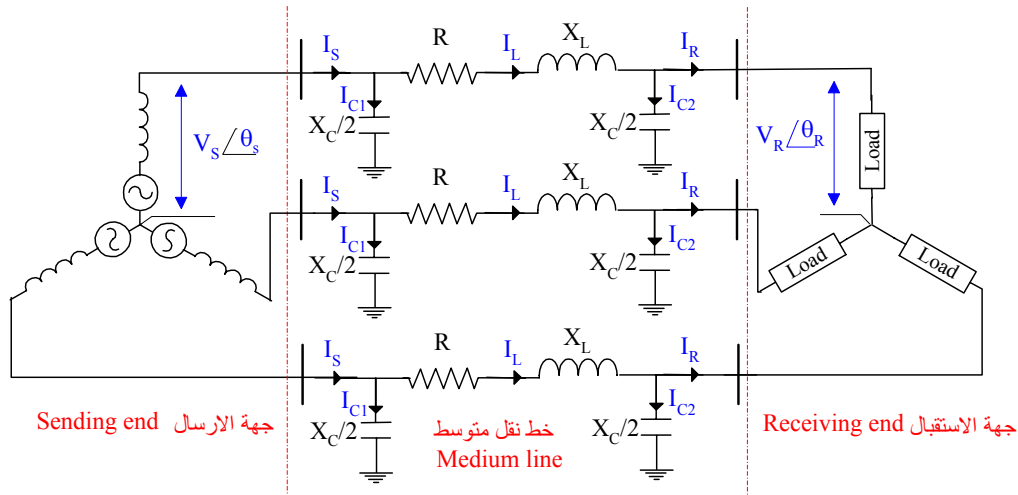 I_S R I_L X_L I_R
I_C1 I_C2
X_C/2 X_C/2
V_S∠θ_s
V_R∠θ_R
Load
I_S R I_L X_L I_R
I_C1 I_C2
X_C/2 X_C/2
Load Load
I_S R I_L X_L I_R
I_C1 I_C2
X_C/2 X_C/2
Sending end جهة الارسال
خط نقل متوسط
Medium line
Receiving end جهة الاستقبال